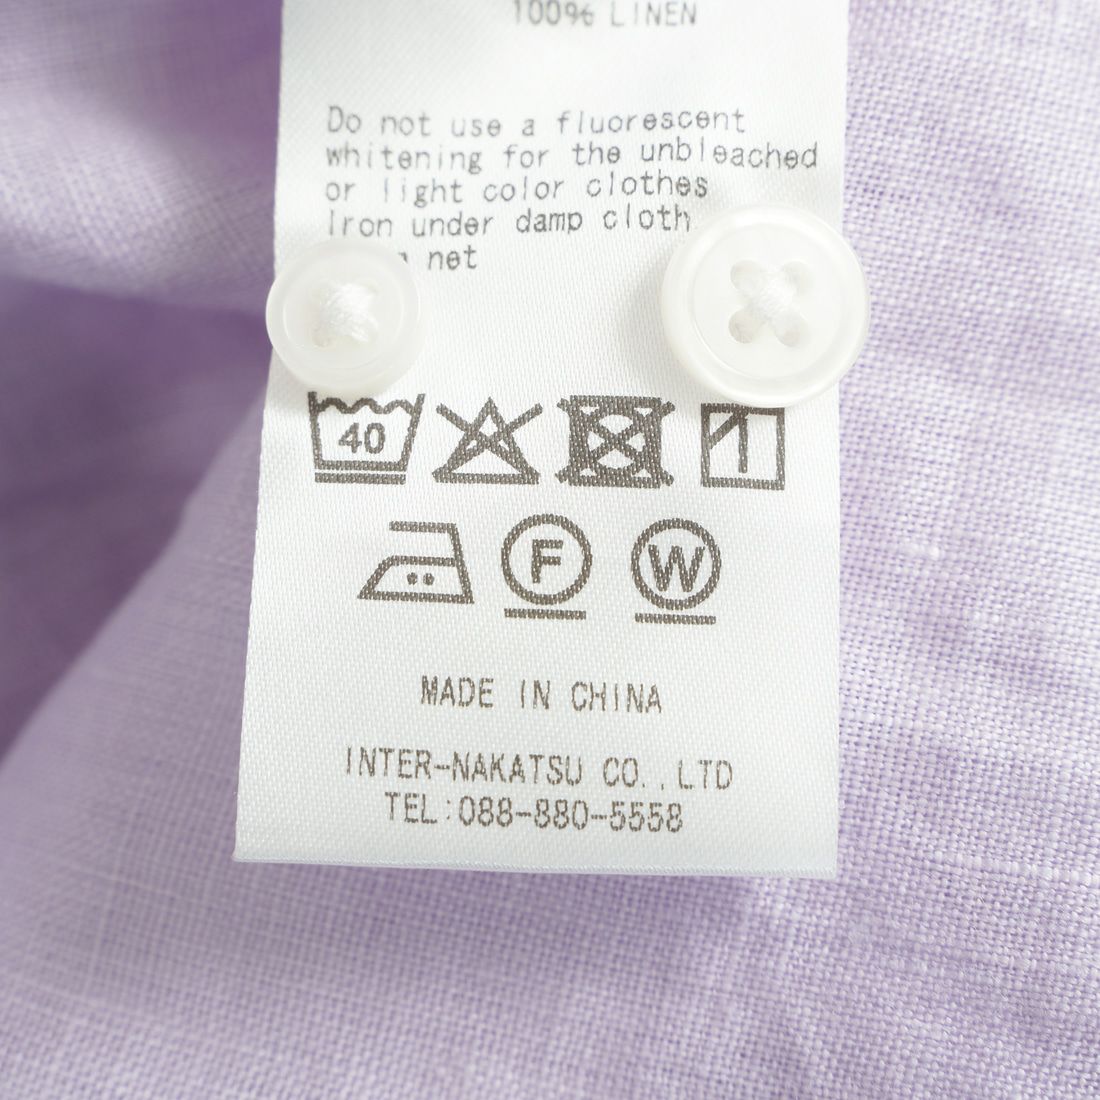 100% LINEN
Do not use a fluorescent
whitening for the unbleached
or light color clothes
Iron under damp cloth
net
40
F
W
MADE IN CHINA
INTER-NAKATSU CO.,LTD
TEL:088-880-5558